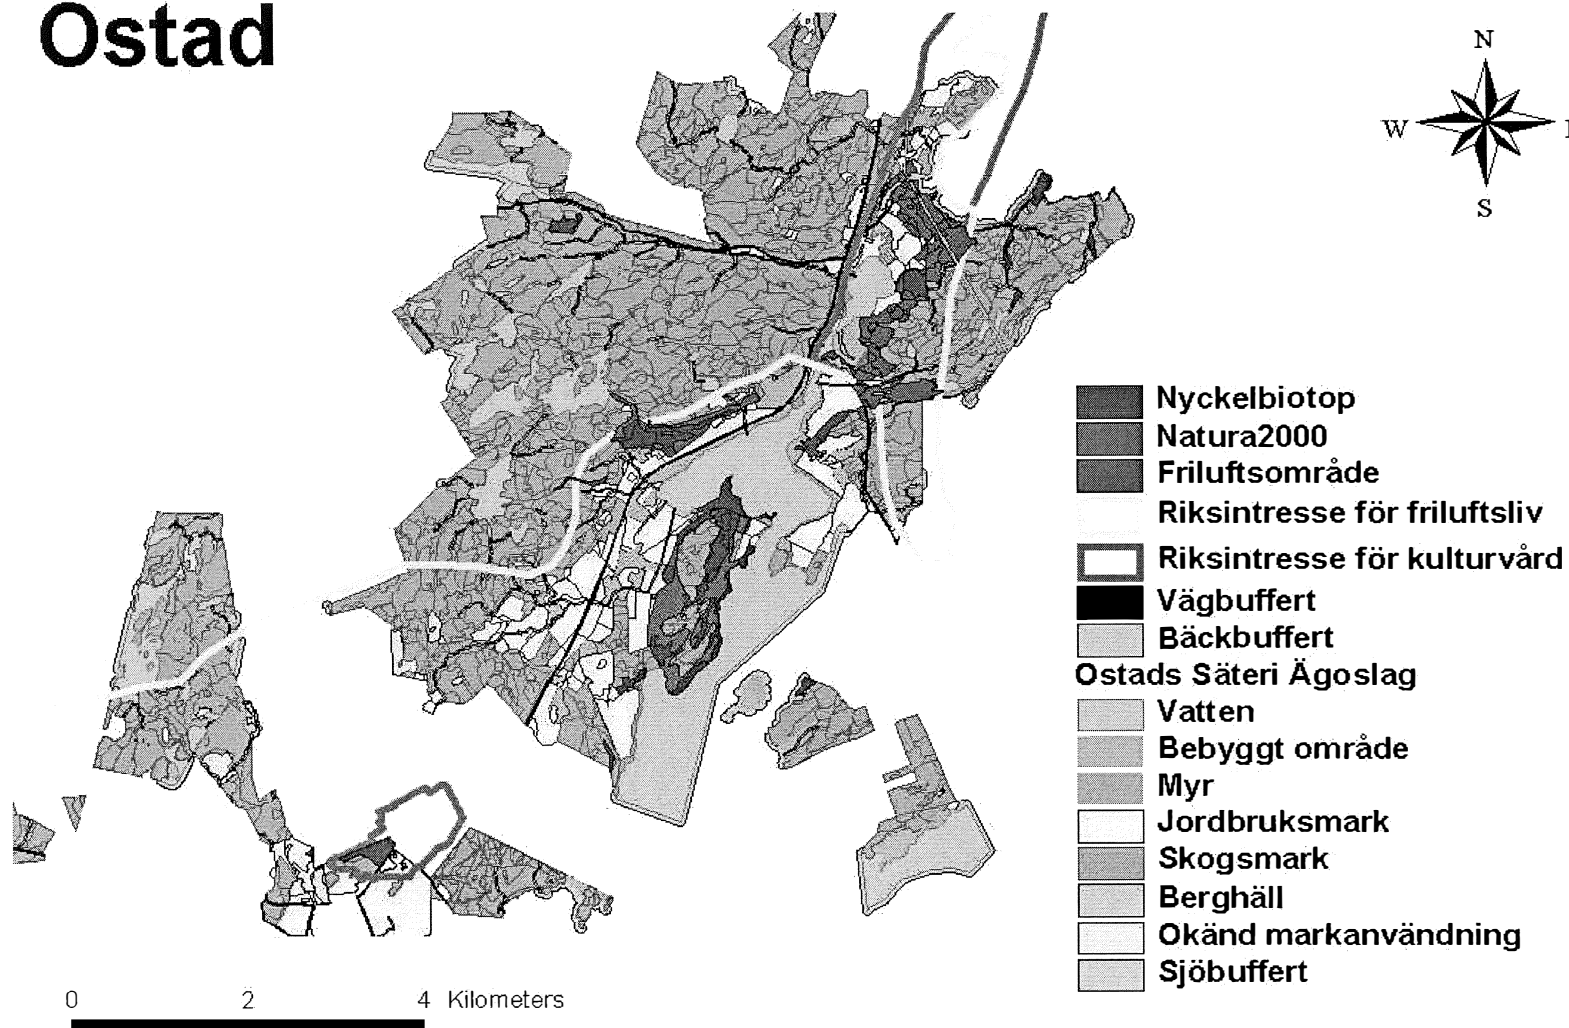 Ostad
N
W
S
Nyckelbiotop
Natura2000
Friluftsområde
Riksintresse för friluftsliv
Riksintresse för kulturvård
Vägbuffert
Bäckbuffert
Ostads Säteri Ägoslag
Vatten
Bebyggt område
Myr
Jordbruksmark
Skogsmark
Berghäll
Okänd markanvändning
Sjöbuffert
0 2 4 Kilometers